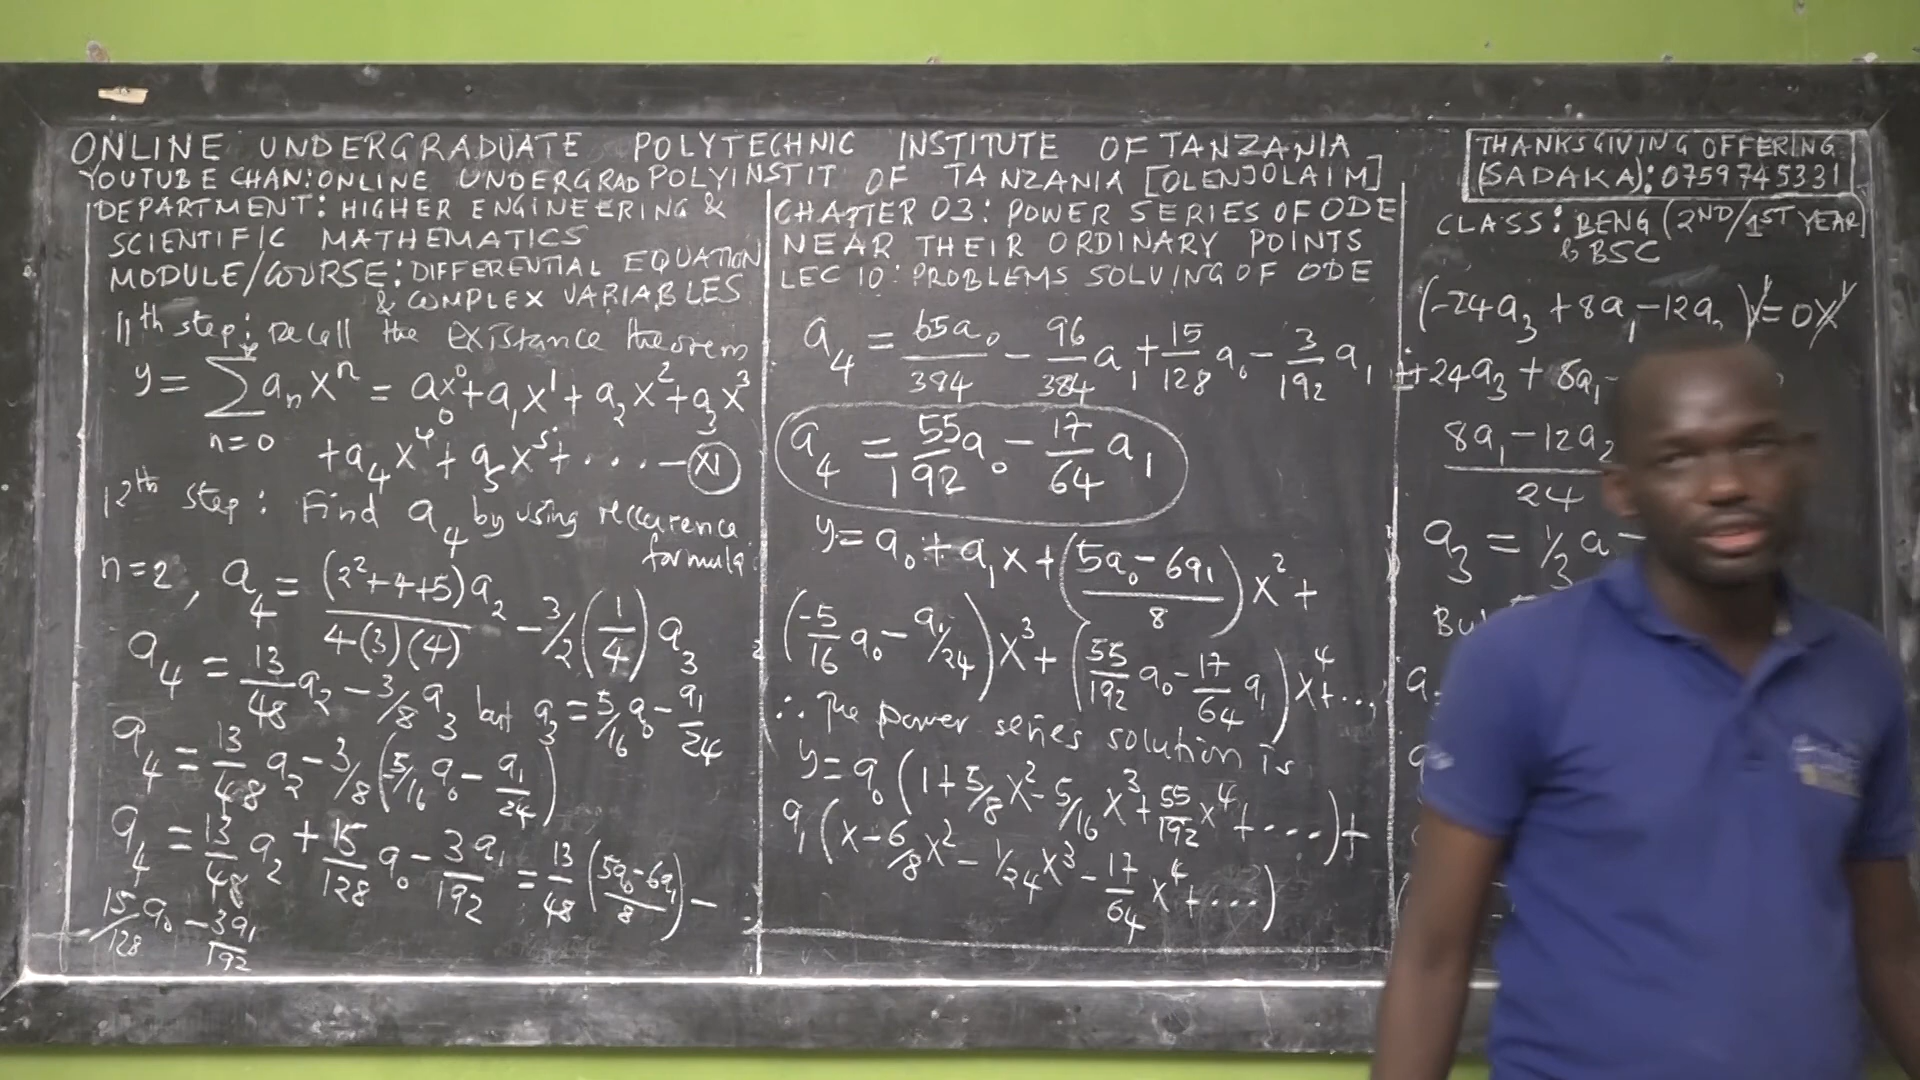 ONLINE UNDERGRADUATE POLYTECHNIC INSTITUTE OF TANZANIA
YOUTUBE CHAN: ONLINE UNDERGRAD POLYINSTIT OF TANZANIA [OLENJOLAIM]
THANKSGIVING OFFERING
(SADAKA): 0759745331
DEPARTMENT: HIGHER ENGINEERING &
SCIENTIFIC MATHEMATICS
MODULE/COURSE: DIFFERENTIAL EQUATION
& COMPLEX VARIABLES
11th step: Recall the existance theorem
y = ∑ aₙxⁿ = a₀x⁰ + a₁x¹ + a₂x² + a₃x³
n=0
+ a₄x⁴ + a₅x⁵ + . . . . — (XI)
12th step: Find a₄ by using reccurence
formula
n=2, a₄ = (2²+4+5)a₂ / 4(3)(4) - 3/2 (1/4) a₃
a₄ = 13/48 a₂ - 3/8 a₃ but a₃ = 5/16 a₀ - a₁/24
a₄ = 13/48 a₂ - 3/8 (-5/16 a₀ - a₁/24)
a₄ = 13/48 a₂ + 15/128 a₀ - 3a₁/192 = 13/48 (5a₀-6a₁ / 8) -
15/128 a₀ - 3a₁/192
CHAPTER 03: POWER SERIES OF ODE
NEAR THEIR ORDINARY POINTS
LEC 10: PROBLEMS SOLVING OF ODE
a₄ = 65a₀/384 - 96/384 a₁ + 15/128 a₀ - 3/192 a₁
a₄ = 55/192 a₀ - 17/64 a₁
y = a₀ + a₁x + (5a₀-6a₁ / 8) x² +
(-5/16 a₀ - a₁/24) x³ + (55/192 a₀ - 17/64 a₁) x⁴ + ...
∴ The power series solution is
y = a₀ (1 + 5/8 x² - 5/16 x³ + 55/192 x⁴ + ....) +
a₁ (x - 6/8 x² - 1/24 x³ - 17/64 x⁴ + ....)
CLASS: BENG (2ND/1ST YEAR)
& BSC
(-24a₃ + 8a₁ - 12a₂
+24a₃ + 8a₁ -
8a₁ - 12a₂
24
a₃ = 1/3 a